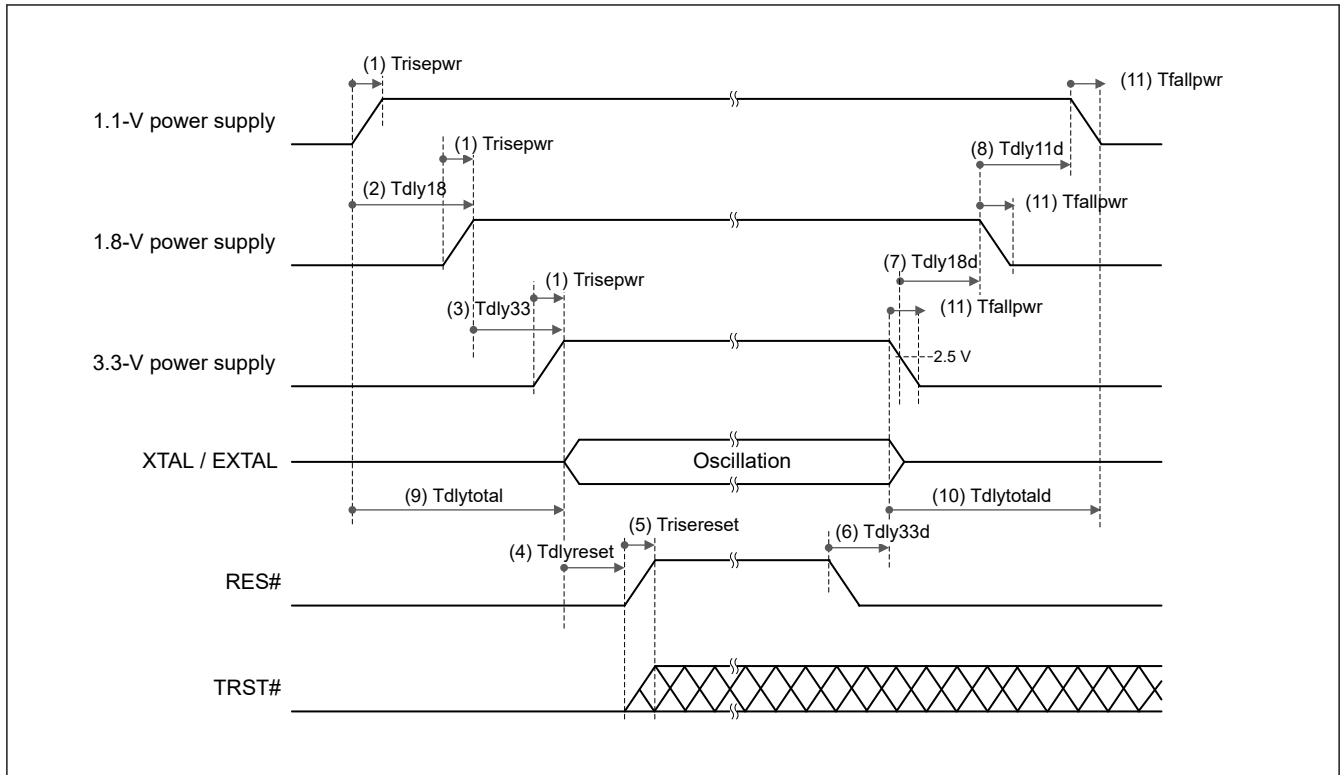 (1) Trisepwr
(11) Tfallpwr
1.1-V power supply
(1) Trisepwr
(8) Tdly11d
(2) Tdly18
(11) Tfallpwr
1.8-V power supply
(7) Tdly18d
(1) Trisepwr
(3) Tdly33
(11) Tfallpwr
3.3-V power supply
2.5 V
XTAL / EXTAL
Oscillation
(9) Tdlytotal
(10) Tdlytotald
(5) Trisereset
(6) Tdly33d
(4) Tdlyreset
RES#
TRST#